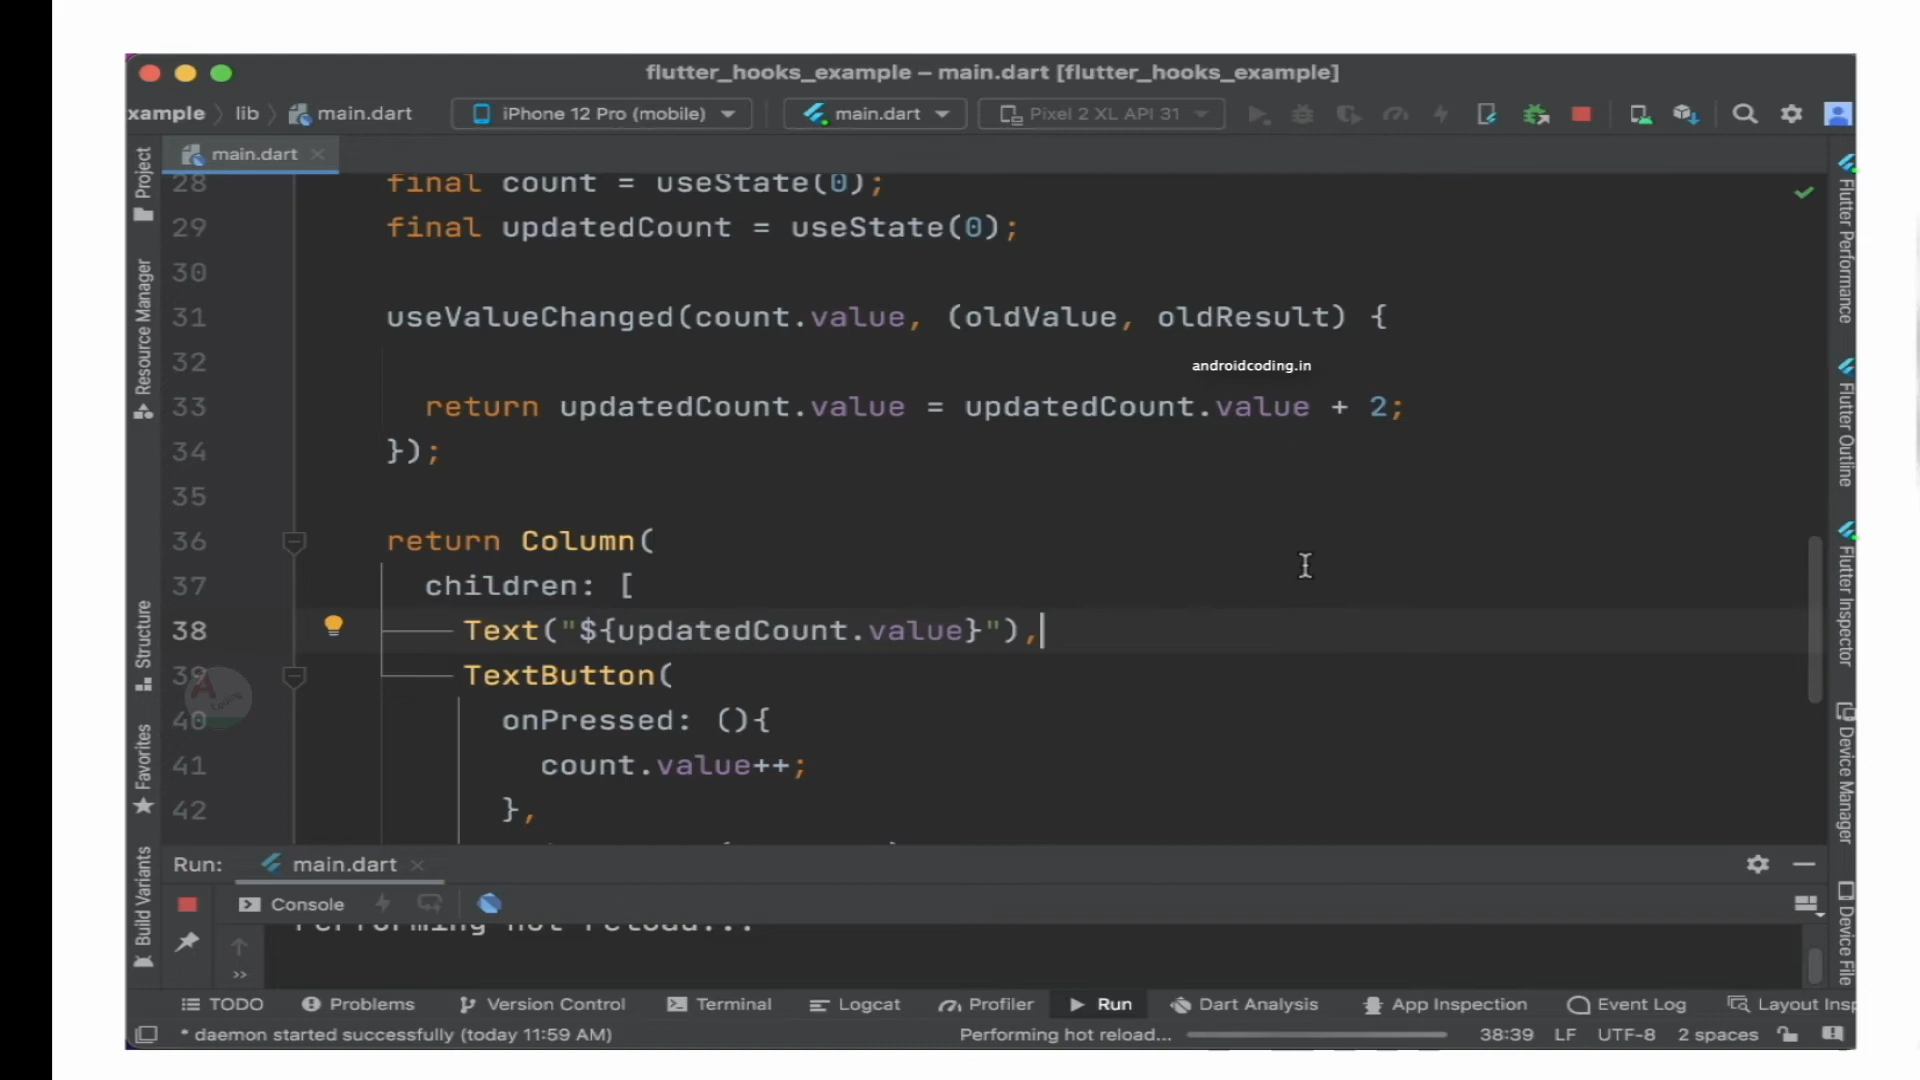 flutter_hooks_example – main.dart [flutter_hooks_example]
xample lib main.dart iPhone 12 Pro (mobile) main.dart Pixel 2 XL API 31
main.dart
28 final count = useState(0);
29 final updatedCount = useState(0);
30
31 useValueChanged(count.value, (oldValue, oldResult) {
32
androidcoding.in
33 return updatedCount.value = updatedCount.value + 2;
34 });
35
36 return Column(
37 children: [
38 Text("${updatedCount.value}"),
39 TextButton(
40 onPressed: (){
41 count.value++;
42 },
A Coding
Project
Resource Manager
Structure
Favorites
Build Variants
Flutter Performance
Flutter Outline
Flutter Inspector
Device Manager
Device File
Run: main.dart
Console
Performing hot reload...
TODO Problems Version Control Terminal Logcat Profiler Run Dart Analysis App Inspection Event Log Layout Insp
* daemon started successfully (today 11:59 AM) Performing hot reload... 38:39 LF UTF-8 2 spaces